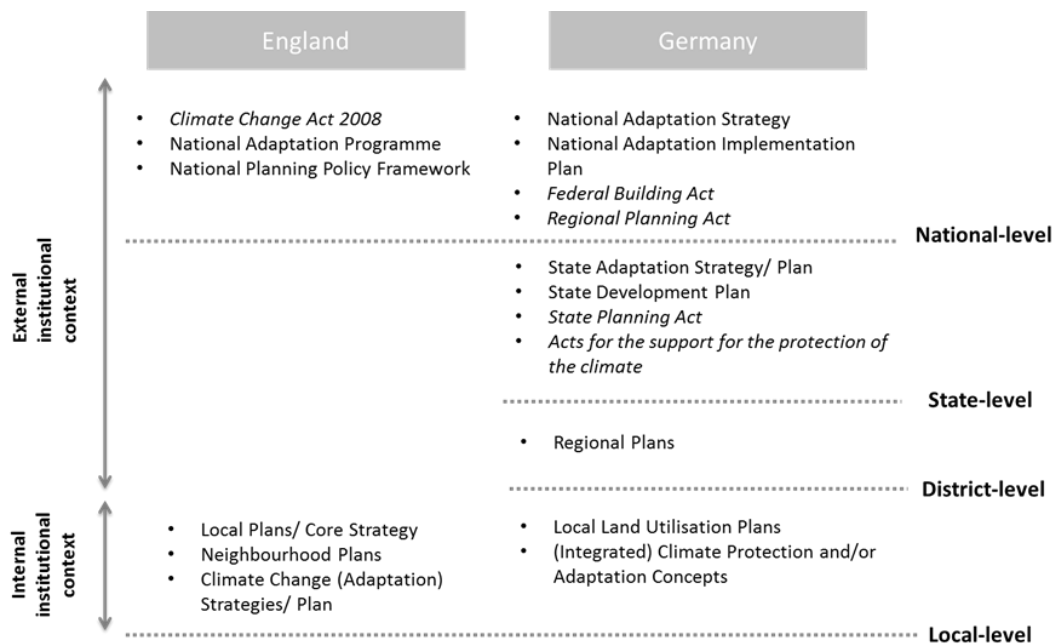 England
Germany
External institutional context
• Climate Change Act 2008
• National Adaptation Programme
• National Planning Policy Framework
• National Adaptation Strategy
• National Adaptation Implementation
Plan
• Federal Building Act
• Regional Planning Act
National-level
• State Adaptation Strategy/ Plan
• State Development Plan
• State Planning Act
• Acts for the support for the protection of
the climate
State-level
• Regional Plans
District-level
Internal institutional context
• Local Plans/ Core Strategy
• Neighbourhood Plans
• Climate Change (Adaptation)
Strategies/ Plan
• Local Land Utilisation Plans
• (Integrated) Climate Protection and/or
Adaptation Concepts
Local-level